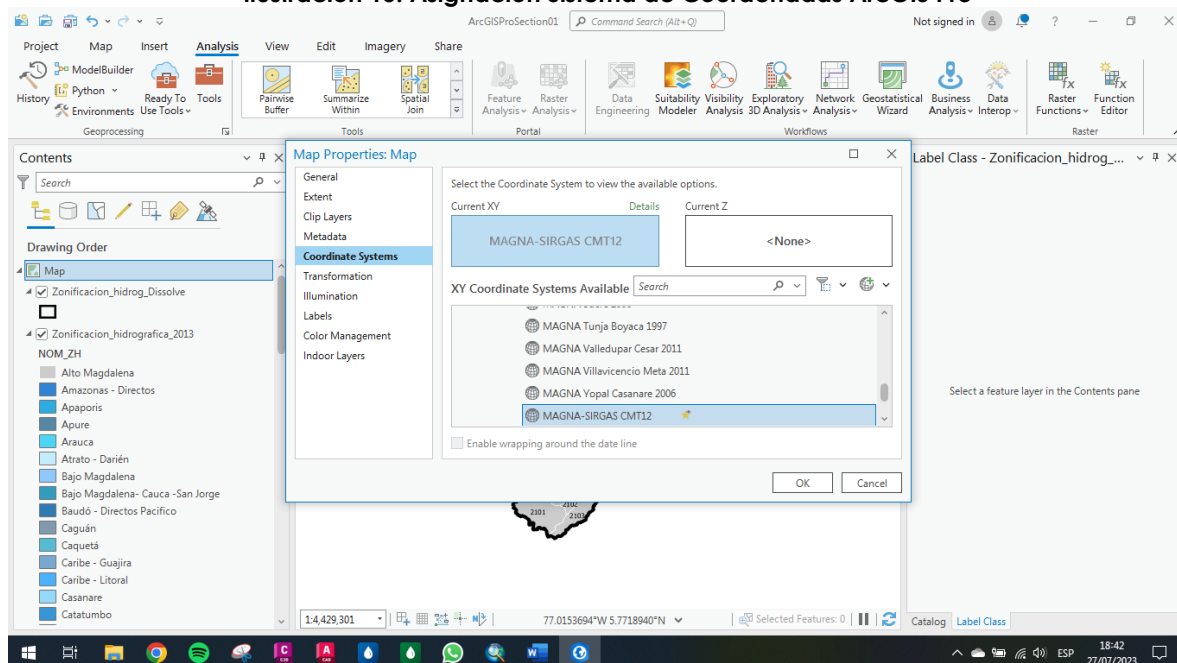 Ilustración 10. Asignación sistema de Coordenadas ArcGIS Pro
ArcGISProSection01
Command Search (Alt+Q)
Not signed in
?
Project Map Insert Analysis View Edit Imagery Share
History
ModelBuilder
Python
Environments
Ready To Use Tools
Tools
Geoprocessing
Pairwise Buffer
Summarize Within
Spatial Join
Tools
Feature Analysis
Raster Analysis
Portal
Data Engineering
Suitability Modeler
Visibility Analysis
Exploratory 3D Analysis
Network Analysis
Geostatistical Wizard
Business Analysis
Data Interop
Workflows
Raster Functions
Function Editor
Raster
Contents
Search
Drawing Order
Map
Zonificacion_hidrog_Dissolve
Zonificacion_hidrografica_2013
NOM_ZH
Alto Magdalena
Amazonas - Directos
Apaporis
Apure
Arauca
Atrato - Darién
Bajo Magdalena
Bajo Magdalena- Cauca -San Jorge
Baudó - Directos Pacifico
Caguán
Caquetá
Caribe - Guajira
Caribe - Litoral
Casanare
Catatumbo
Map Properties: Map
General
Extent
Clip Layers
Metadata
Coordinate Systems
Transformation
Illumination
Labels
Color Management
Indoor Layers
Select the Coordinate System to view the available options.
Current XY Details Current Z
MAGNA-SIRGAS CMT12
<None>
XY Coordinate Systems Available
Search
MAGNA Tunja Boyaca 1997
MAGNA Valledupar Cesar 2011
MAGNA Villavicencio Meta 2011
MAGNA Yopal Casanare 2006
MAGNA-SIRGAS CMT12
Enable wrapping around the date line
OK Cancel
2102
2101 2103
1:4,429,301
77.0153694°W 5.7718940°N
Selected Features: 0
Label Class - Zonificacion_hidrog_...
Select a feature layer in the Contents pane
Catalog Label Class
ESP
18:42
27/07/2023